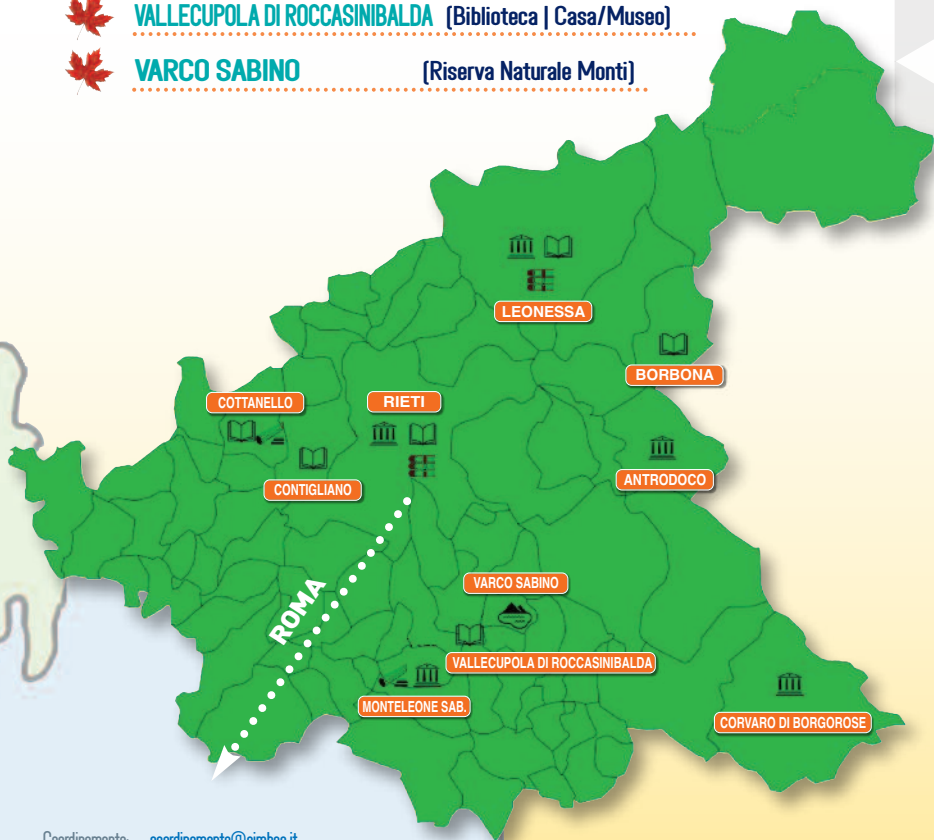 VALLECUPOLA DI ROCCASINIBALDA (Biblioteca | Casa/Museo)
VARCO SABINO (Riserva Naturale Monti)
LEONESSA
BORBONA
COTTANELLO
RIETI
ANTRODOCO
CONTIGLIANO
VARCO SABINO
ROMA
VALLECUPOLA DI ROCCASINIBALDA
MONTELEONE SAB.
CORVARO DI BORGOROSE